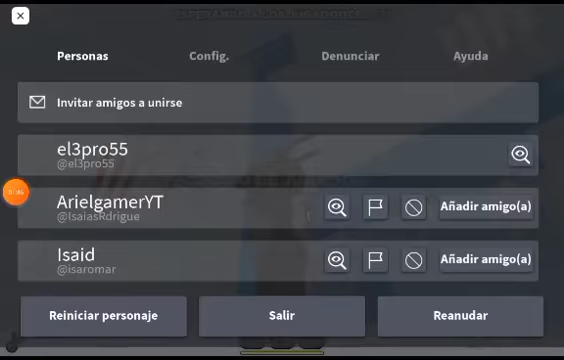 Personas
Config.
Denunciar
Ayuda
Invitar amigos a unirse
el3pro55
@el3pro55
ArielgamerYT
@IsaiasRdrigue
Añadir amigo(a)
Isaid
@isaromar
Añadir amigo(a)
Reiniciar personaje
Salir
Reanudar